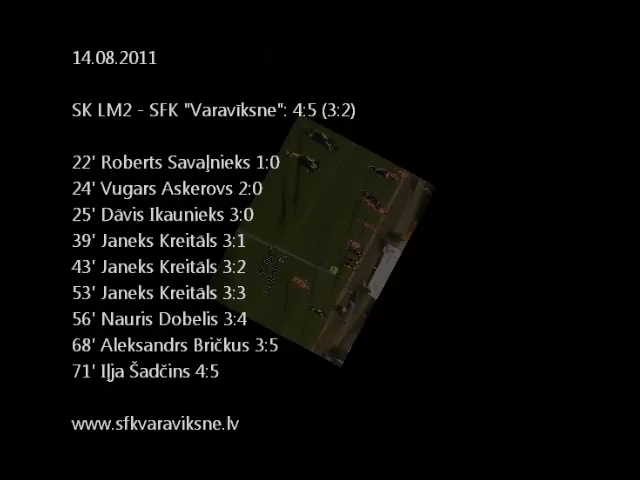 14.08.2011
SK LM2 - SFK "Varavīksne": 4:5 (3:2)
22' Roberts Savaļnieks 1:0
24' Vugars Askerovs 2:0
25' Dāvis Ikaunieks 3:0
39' Janeks Kreitāls 3:1
43' Janeks Kreitāls 3:2
53' Janeks Kreitāls 3:3
56' Nauris Dobelis 3:4
68' Aleksandrs Bričkus 3:5
71' Iļja Šadčins 4:5
www.sfkvaraviksne.lv